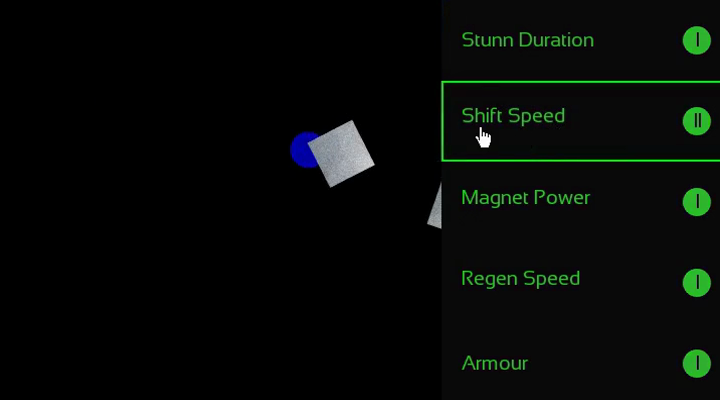 Stunn Duration I
Shift Speed II
Magnet Power I
Regen Speed I
Armour I